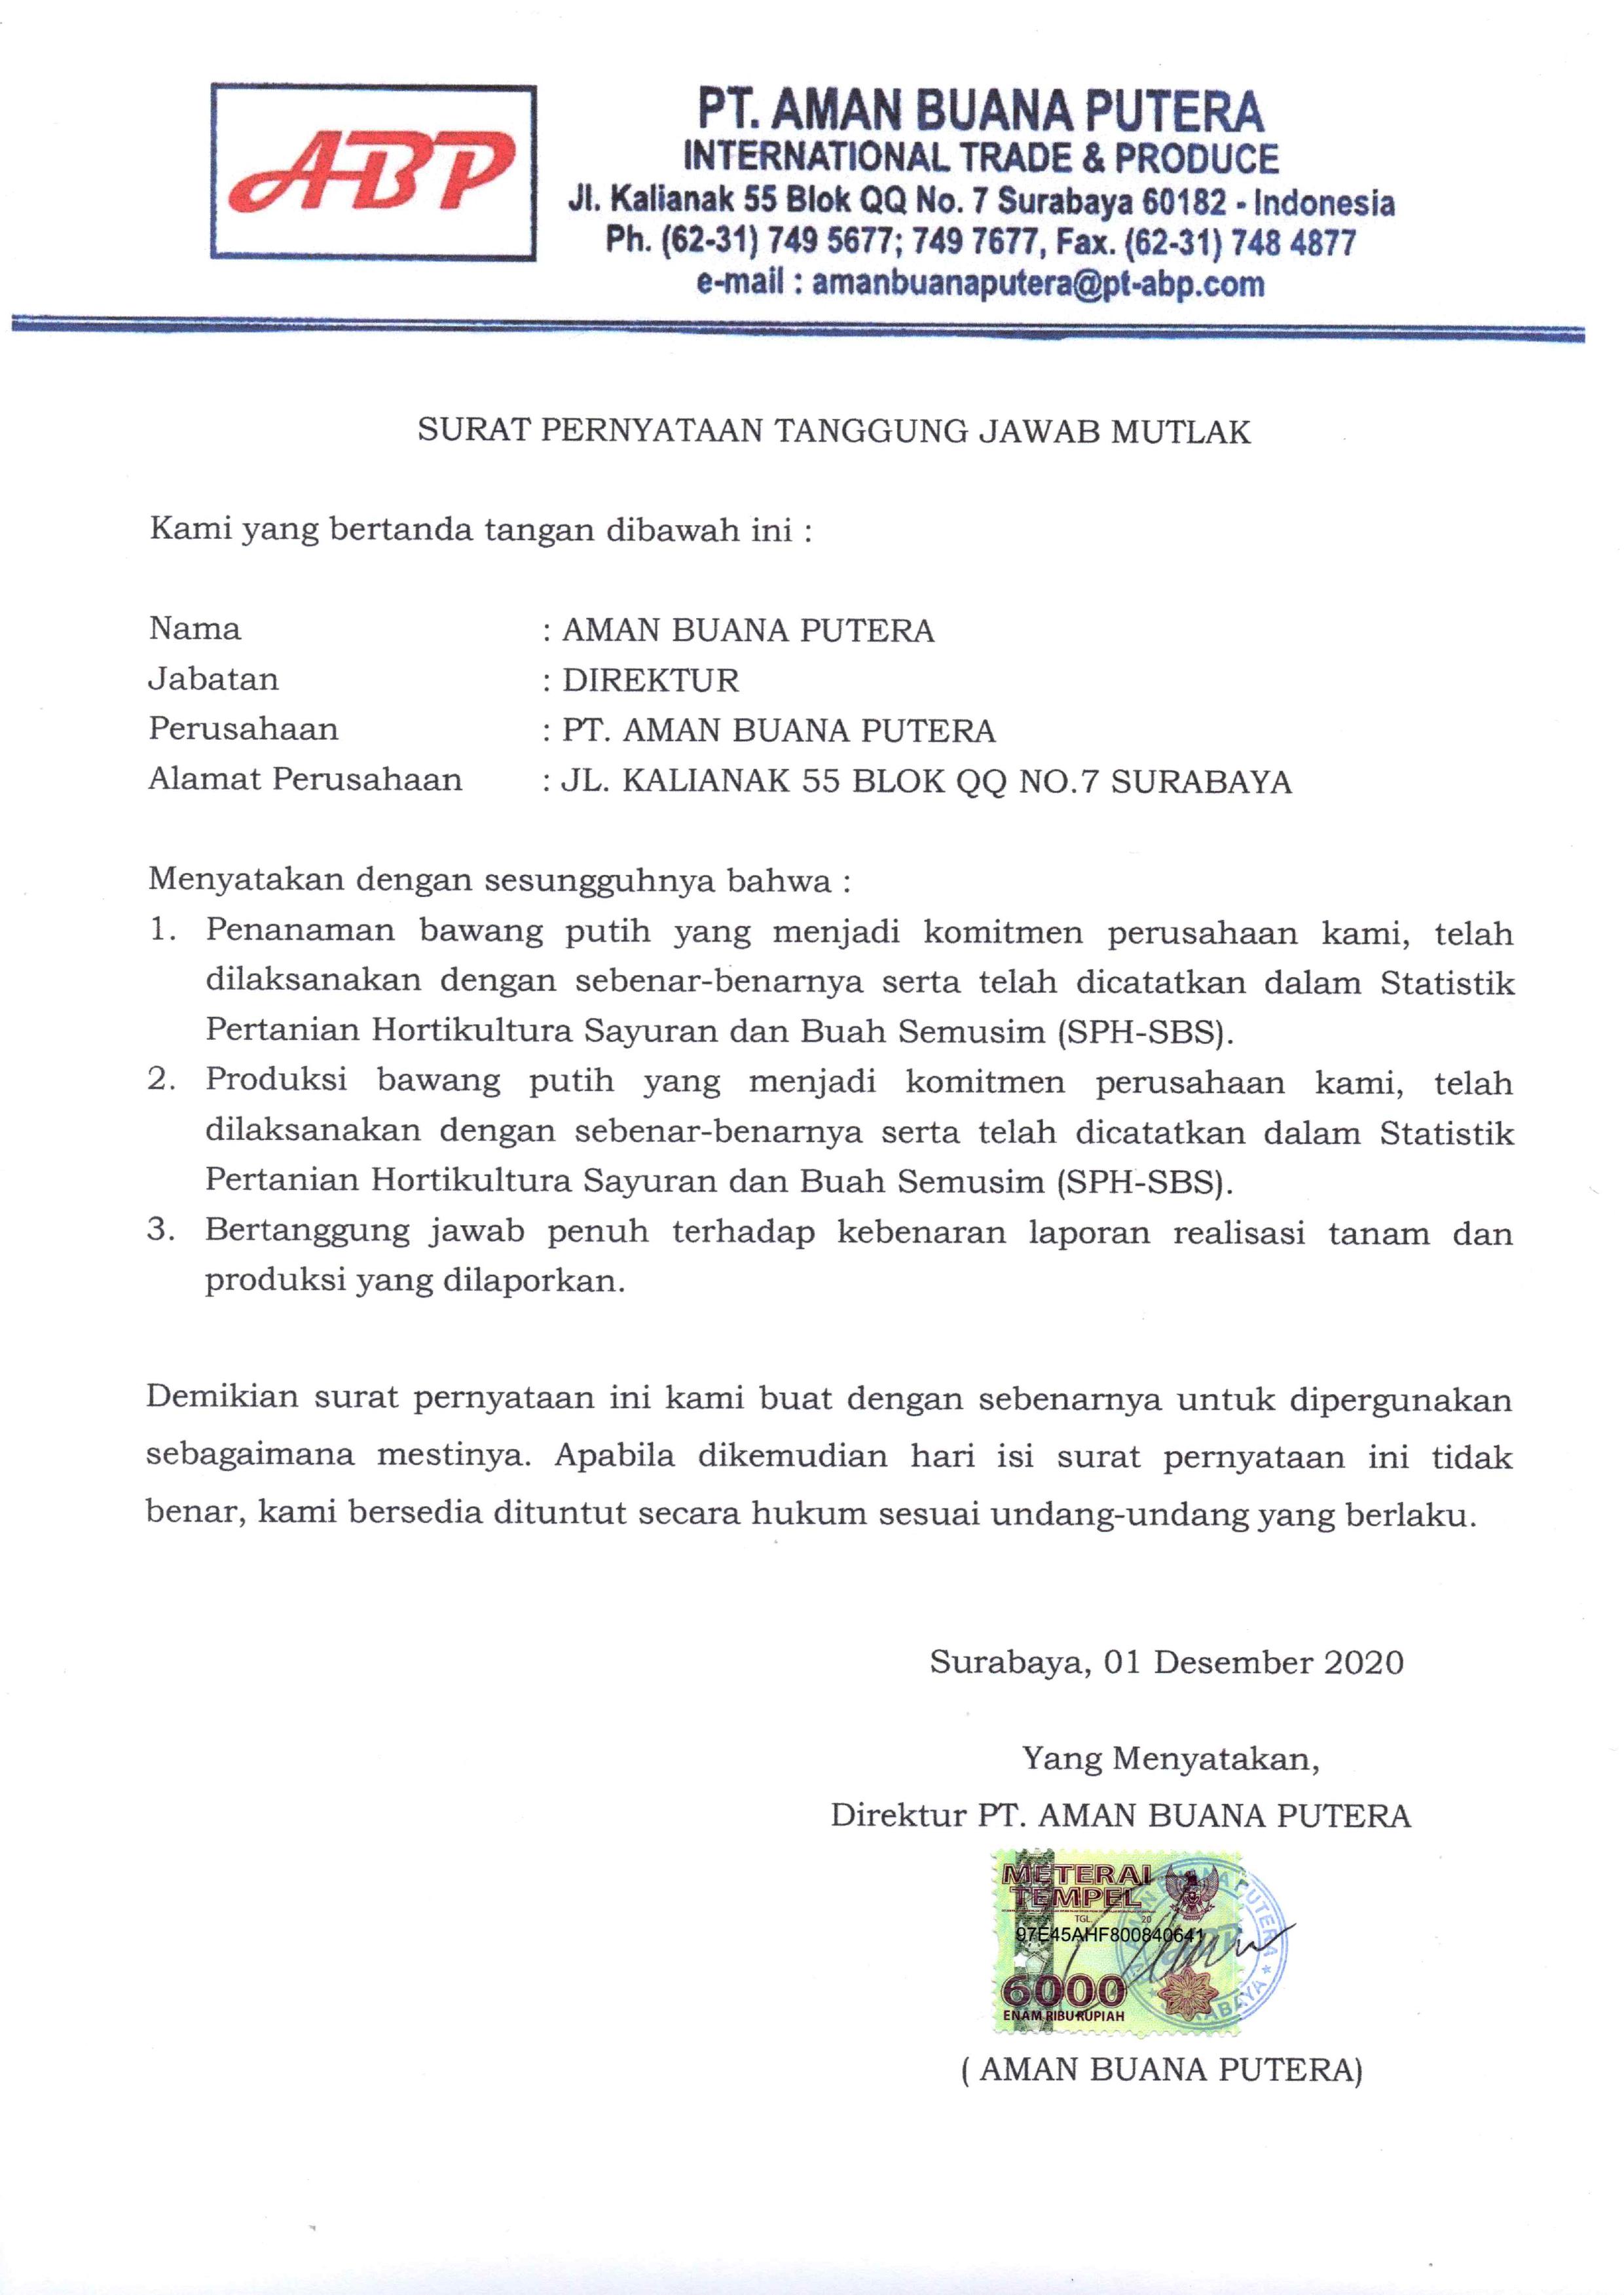 ABP
PT. AMAN BUANA PUTERA
INTERNATIONAL TRADE & PRODUCE
Jl. Kalianak 55 Blok QQ No. 7 Surabaya 60182 - Indonesia
Ph. (62-31) 749 5677; 749 7677, Fax. (62-31) 748 4877
e-mail : amanbuanaputera@pt-abp.com
SURAT PERNYATAAN TANGGUNG JAWAB MUTLAK
Kami yang bertanda tangan dibawah ini :
Nama : AMAN BUANA PUTERA
Jabatan : DIREKTUR
Perusahaan : PT. AMAN BUANA PUTERA
Alamat Perusahaan : JL. KALIANAK 55 BLOK QQ NO.7 SURABAYA
Menyatakan dengan sesungguhnya bahwa :
1. Penanaman bawang putih yang menjadi komitmen perusahaan kami, telah
dilaksanakan dengan sebenar-benarnya serta telah dicatatkan dalam Statistik
Pertanian Hortikultura Sayuran dan Buah Semusim (SPH-SBS).
2. Produksi bawang putih yang menjadi komitmen perusahaan kami, telah
dilaksanakan dengan sebenar-benarnya serta telah dicatatkan dalam Statistik
Pertanian Hortikultura Sayuran dan Buah Semusim (SPH-SBS).
3. Bertanggung jawab penuh terhadap kebenaran laporan realisasi tanam dan
produksi yang dilaporkan.
Demikian surat pernyataan ini kami buat dengan sebenarnya untuk dipergunakan
sebagaimana mestinya. Apabila dikemudian hari isi surat pernyataan ini tidak
benar, kami bersedia dituntut secara hukum sesuai undang-undang yang berlaku.
Surabaya, 01 Desember 2020
Yang Menyatakan,
Direktur PT. AMAN BUANA PUTERA
METERAI
TEMPEL
TGL. 20
97E45AHF800840641
6000
ENAM RIBU RUPIAH
( AMAN BUANA PUTERA)